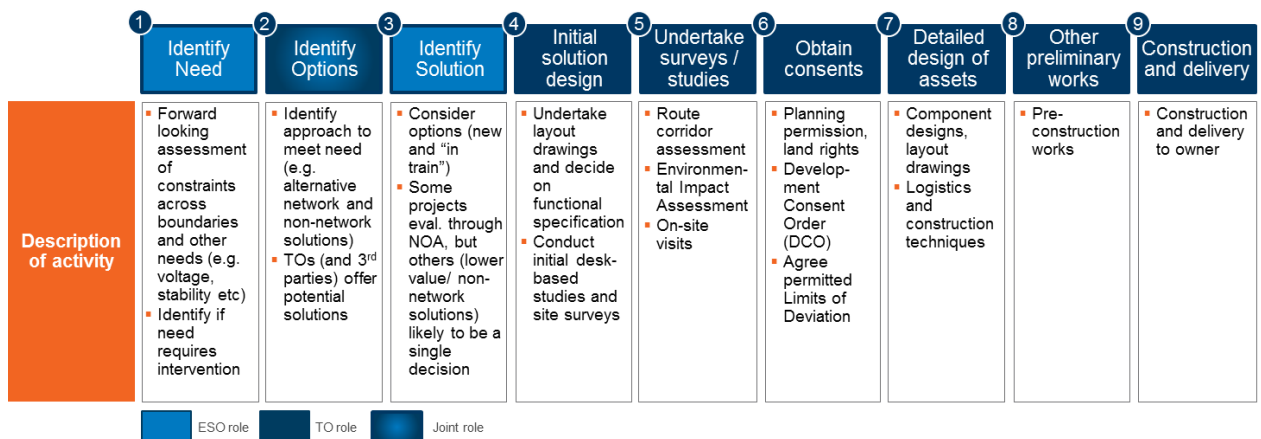 1
Identify
Need
2
Identify
Options
3
Identify
Solution
4
Initial
solution
design
5
Undertake
surveys /
studies
6
Obtain
consents
7
Detailed
design of
assets
8
Other
preliminary
works
9
Construction
and delivery
Description
of activity
▪ Forward
looking
assessment
of
constraints
across
boundaries
and other
needs (e.g.
voltage,
stability etc)
▪ Identify if
need
requires
intervention
▪ Identify
approach to
meet need
(e.g.
alternative
network and
non-network
solutions)
▪ TOs (and 3rd
parties) offer
potential
solutions
▪ Consider
options (new
and “in
train”)
▪ Some
projects
eval. through
NOA, but
others (lower
value/ non-
network
solutions)
likely to be a
single
decision
▪ Undertake
layout
drawings
and decide
on
functional
specification
▪ Conduct
initial desk-
based
studies and
site surveys
▪ Route
corridor
assessment
▪ Environmen-
tal Impact
Assessment
▪ On-site
visits
▪ Planning
permission,
land rights
▪ Develop-
ment
Consent
Order
(DCO)
▪ Agree
permitted
Limits of
Deviation
▪ Component
designs,
layout
drawings
▪ Logistics
and
construction
techniques
▪ Pre-
construction
works
▪ Construction
and delivery
to owner
ESO role
TO role
Joint role